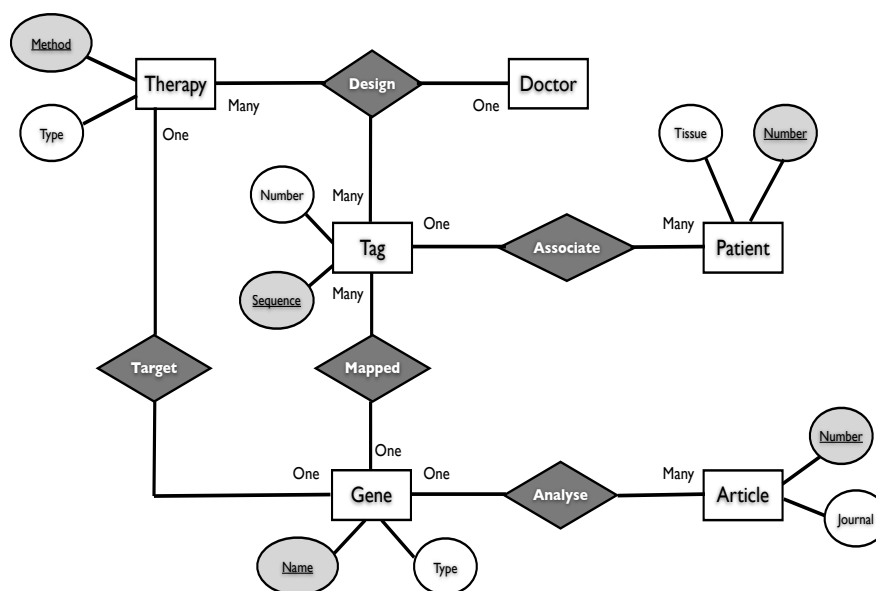 Method
Therapy
Design
Doctor
Many
One
Type
One
Tissue
Number
Number
Many
One
Many
Tag
Associate
Patient
Sequence
Many
Target
Mapped
One
Number
One
One
Many
Gene
Analyse
Article
Journal
Name
Type